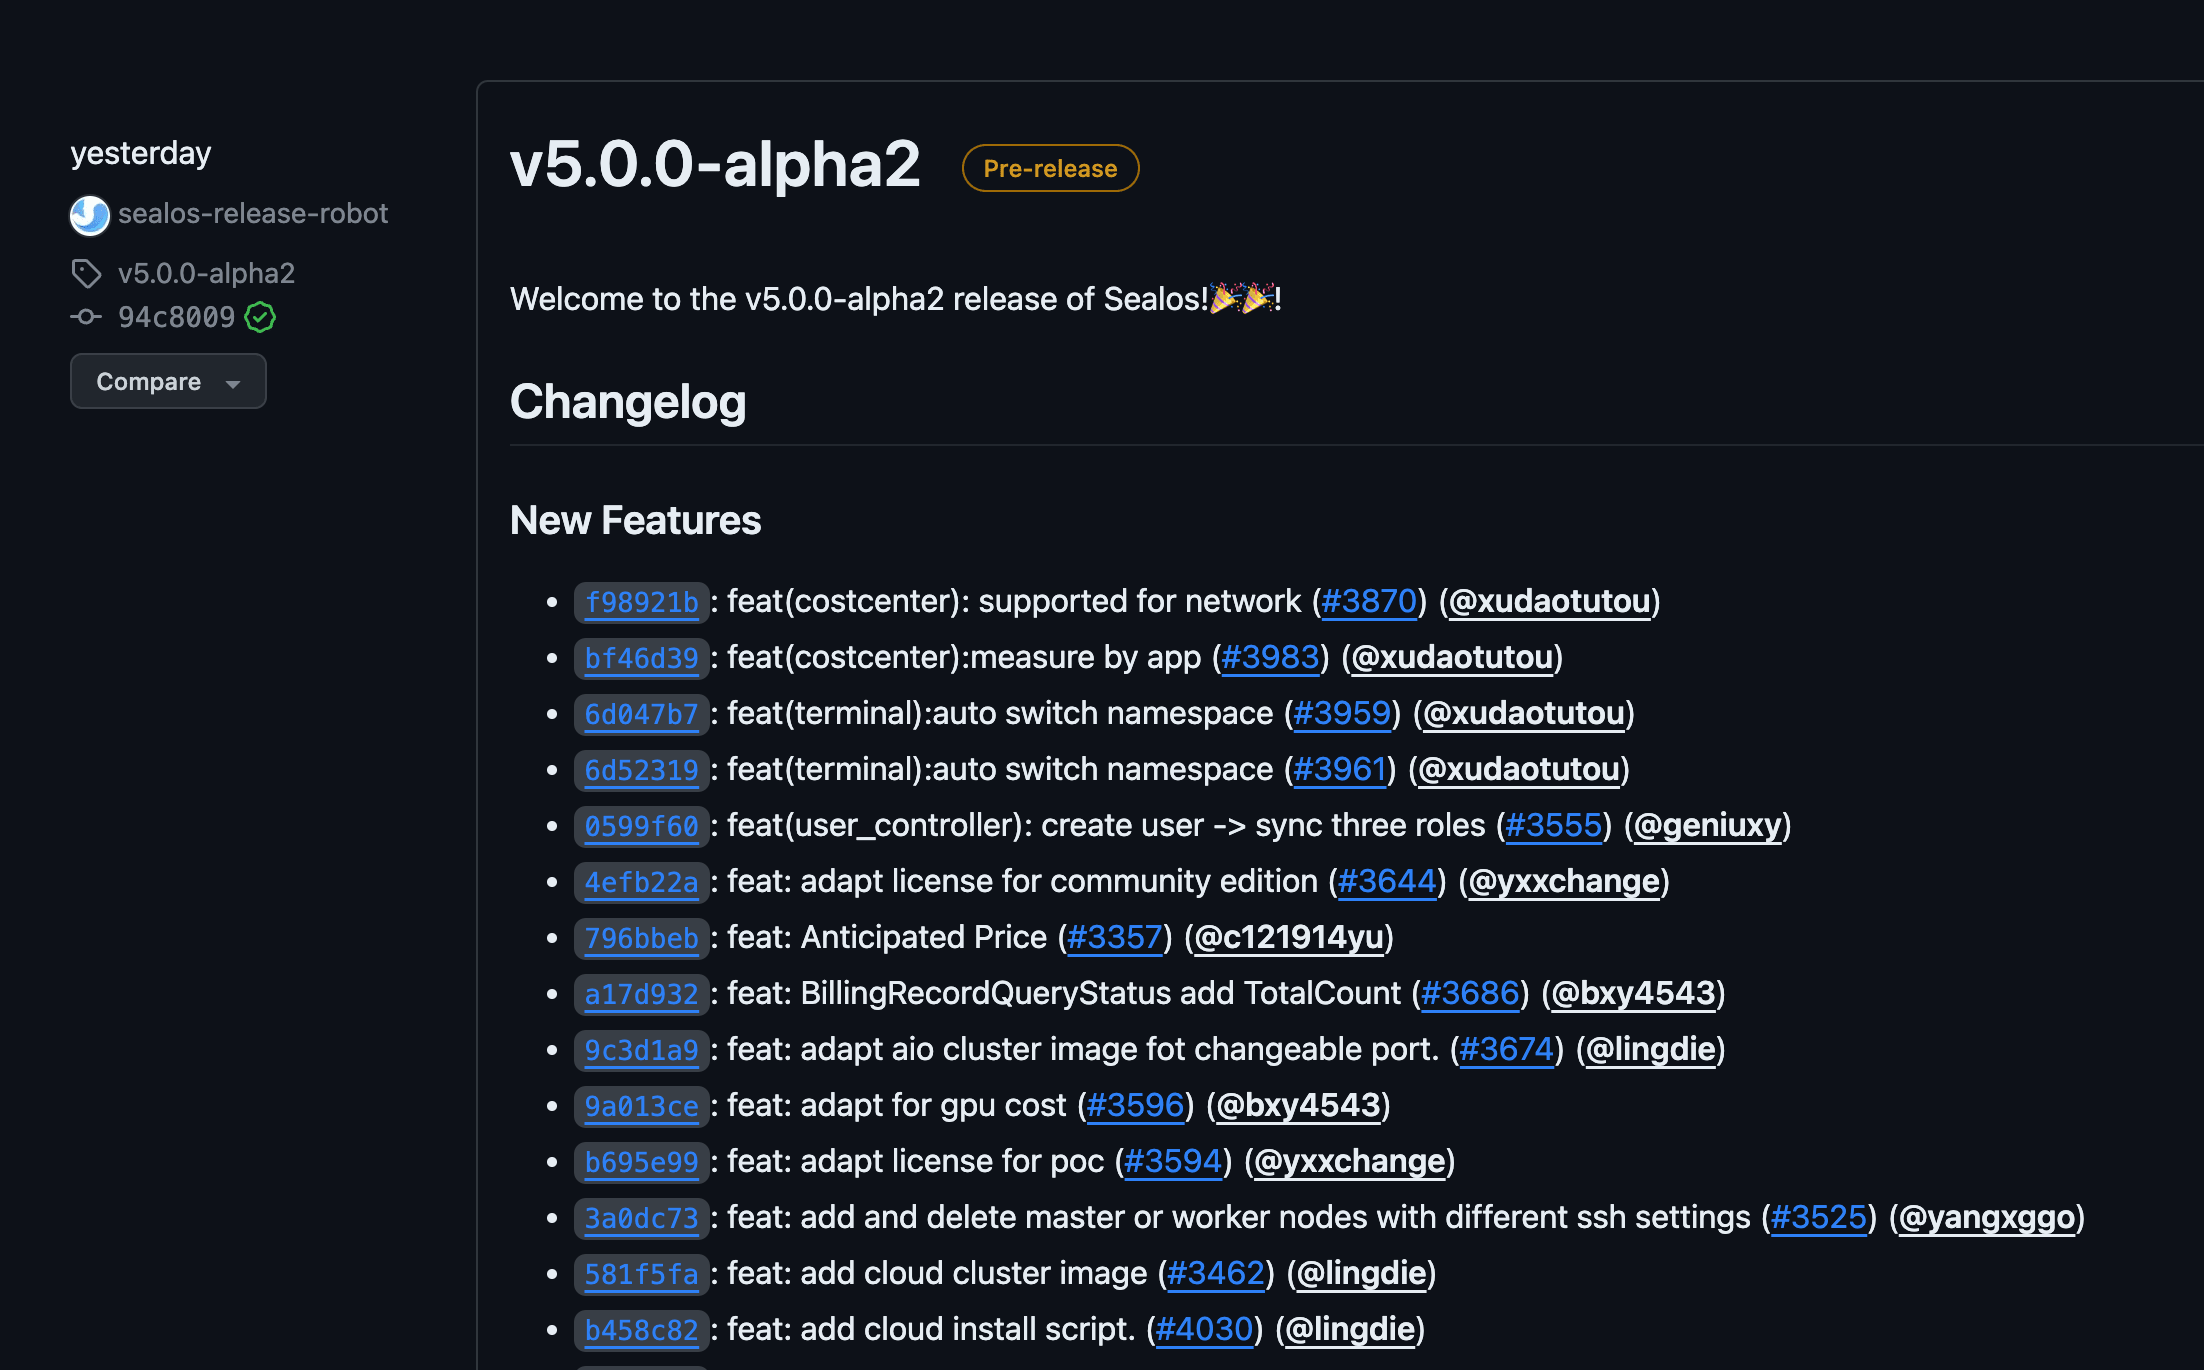 yesterday
sealos-release-robot
v5.0.0-alpha2
94c8009
Compare
v5.0.0-alpha2 Pre-release
Welcome to the v5.0.0-alpha2 release of Sealos!🎉🎉!
Changelog
New Features
f98921b: feat(costcenter): supported for network (#3870) (@xudaotutou)
bf46d39: feat(costcenter):measure by app (#3983) (@xudaotutou)
6d047b7: feat(terminal):auto switch namespace (#3959) (@xudaotutou)
6d52319: feat(terminal):auto switch namespace (#3961) (@xudaotutou)
0599f60: feat(user_controller): create user -> sync three roles (#3555) (@geniuxy)
4efb22a: feat: adapt license for community edition (#3644) (@yxxchange)
796bbeb: feat: Anticipated Price (#3357) (@c121914yu)
a17d932: feat: BillingRecordQueryStatus add TotalCount (#3686) (@bxy4543)
9c3d1a9: feat: adapt aio cluster image fot changeable port. (#3674) (@lingdie)
9a013ce: feat: adapt for gpu cost (#3596) (@bxy4543)
b695e99: feat: adapt license for poc (#3594) (@yxxchange)
3a0dc73: feat: add and delete master or worker nodes with different ssh settings (#3525) (@yangxggo)
581f5fa: feat: add cloud cluster image (#3462) (@lingdie)
b458c82: feat: add cloud install script. (#4030) (@lingdie)